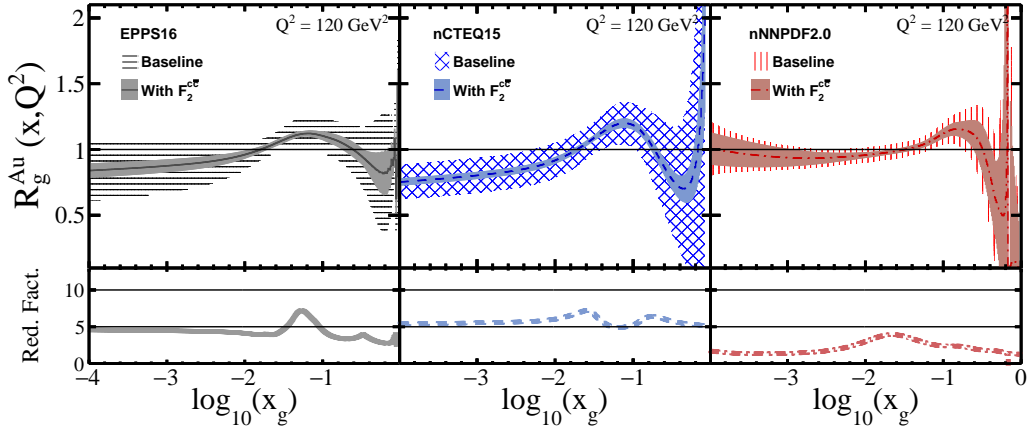 R_g^Au (x,Q²)
2
1.5
1
0.5
EPPS16
Q² = 120 GeV²
Baseline
With F₂^cc̅
nCTEQ15
Q² = 120 GeV²
Baseline
With F₂^cc̅
nNNPDF2.0
Q² = 120 GeV²
Baseline
With F₂^cc̅
Red. Fact.
10
5
0
−4 −3 −2 −1
−3 −2 −1
−3 −2 −1 0
log₁₀(x_g)
log₁₀(x_g)
log₁₀(x_g)